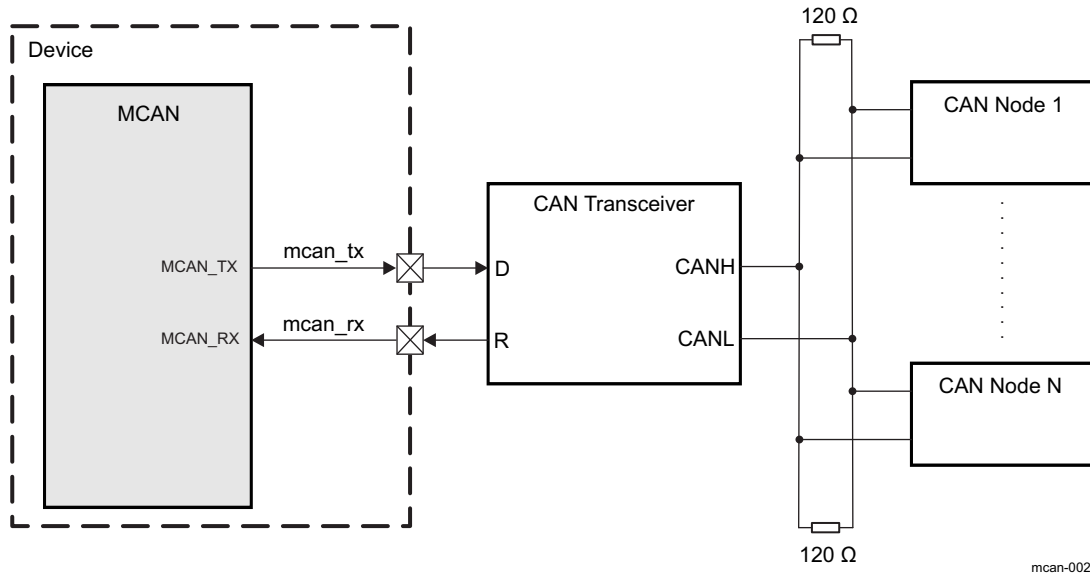 120 Ω
Device
MCAN
CAN Node 1
CAN Transceiver
mcan_tx
MCAN_TX
D
CANH
mcan_rx
MCAN_RX
R
CANL
CAN Node N
120 Ω
mcan-002